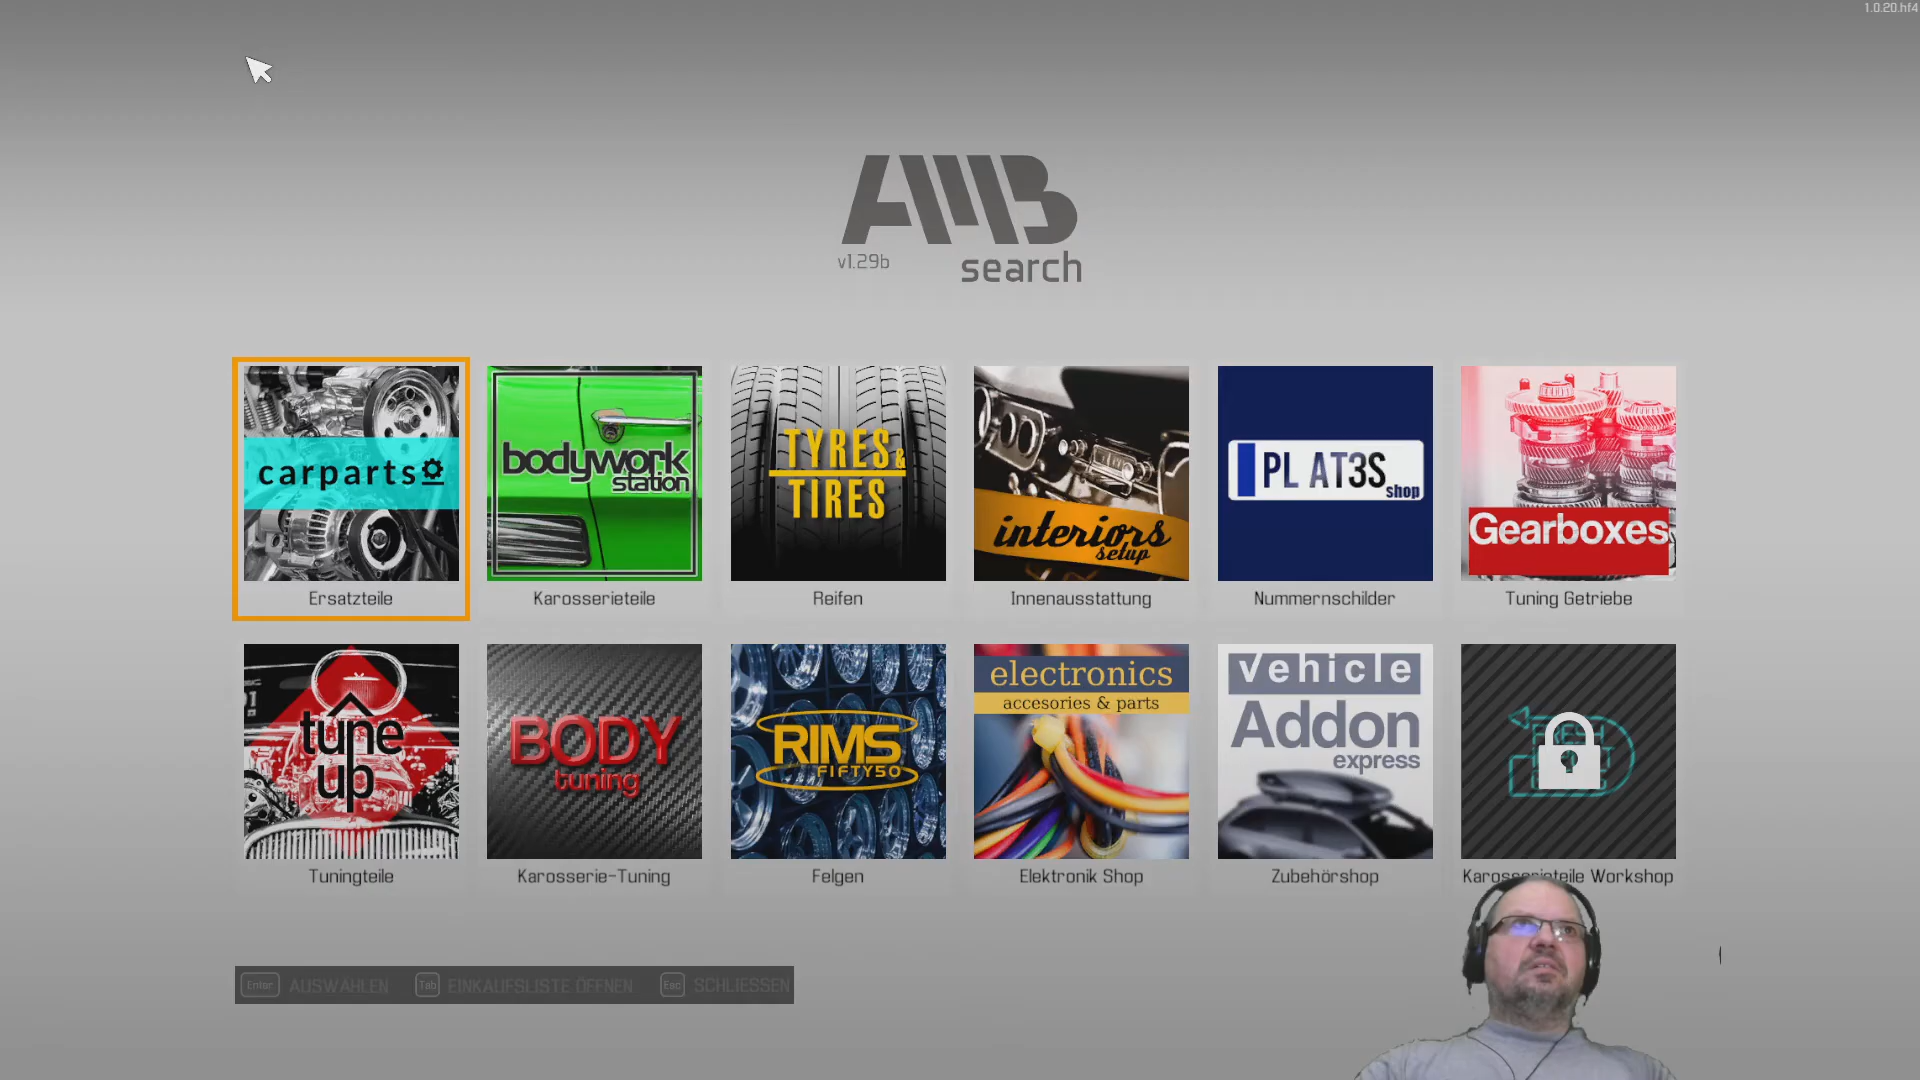 1.0.20.hf4
AMB
v1.29b
search
carparts
bodywork
station
TYRES &
TIRES
interiors
setup
PL AT3S
shop
Gearboxes
Ersatzteile
Karosserieteile
Reifen
Innenausstattung
Nummernschilder
Tuning Getriebe
tune
up
BODY
tuning
RIMS
FIFTY50
electronics
accesories & parts
vehicle
Addon
express
Tuningteile
Karosserie-Tuning
Felgen
Elektronik Shop
Zubehörshop
Karosserieteile Workshop
Enter AUSWÄHLEN Tab EINKAUFSLISTE ÖFFNEN Esc SCHLIESSEN